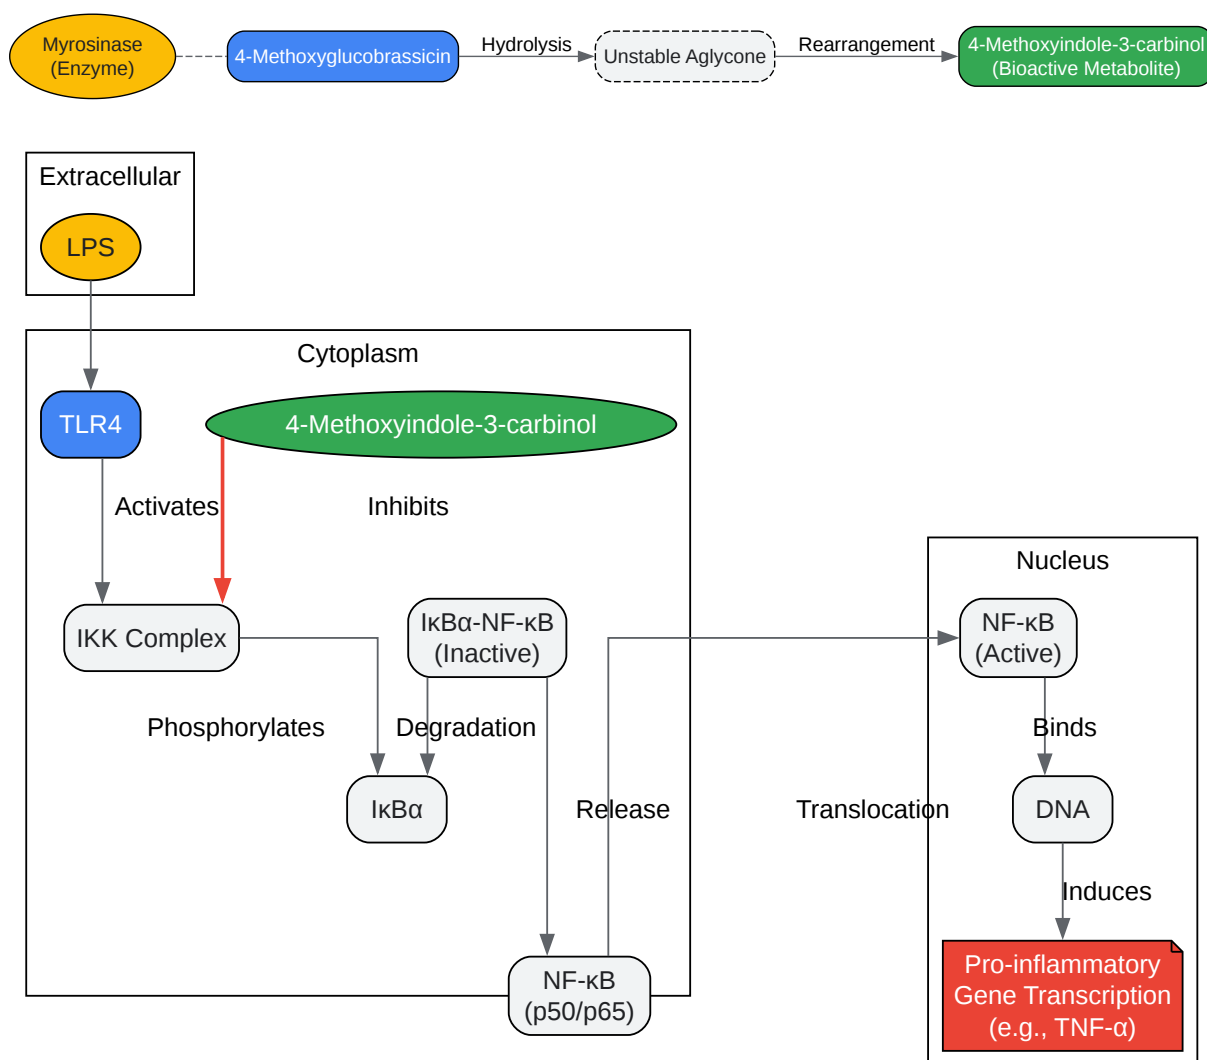 Myrosinase
(Enzyme)
4-Methoxyglucobrassicin
Hydrolysis
Unstable Aglycone
Rearrangement
4-Methoxyindole-3-carbinol
(Bioactive Metabolite)
Extracellular
LPS
Cytoplasm
TLR4
4-Methoxyindole-3-carbinol
Activates
Inhibits
IKK Complex
IκBα-NF-κB
(Inactive)
Phosphorylates
Degradation
IκBα
Release
Translocation
NF-κB
(p50/p65)
Nucleus
NF-κB
(Active)
Binds
DNA
Induces
Pro-inflammatory
Gene Transcription
(e.g., TNF-α)